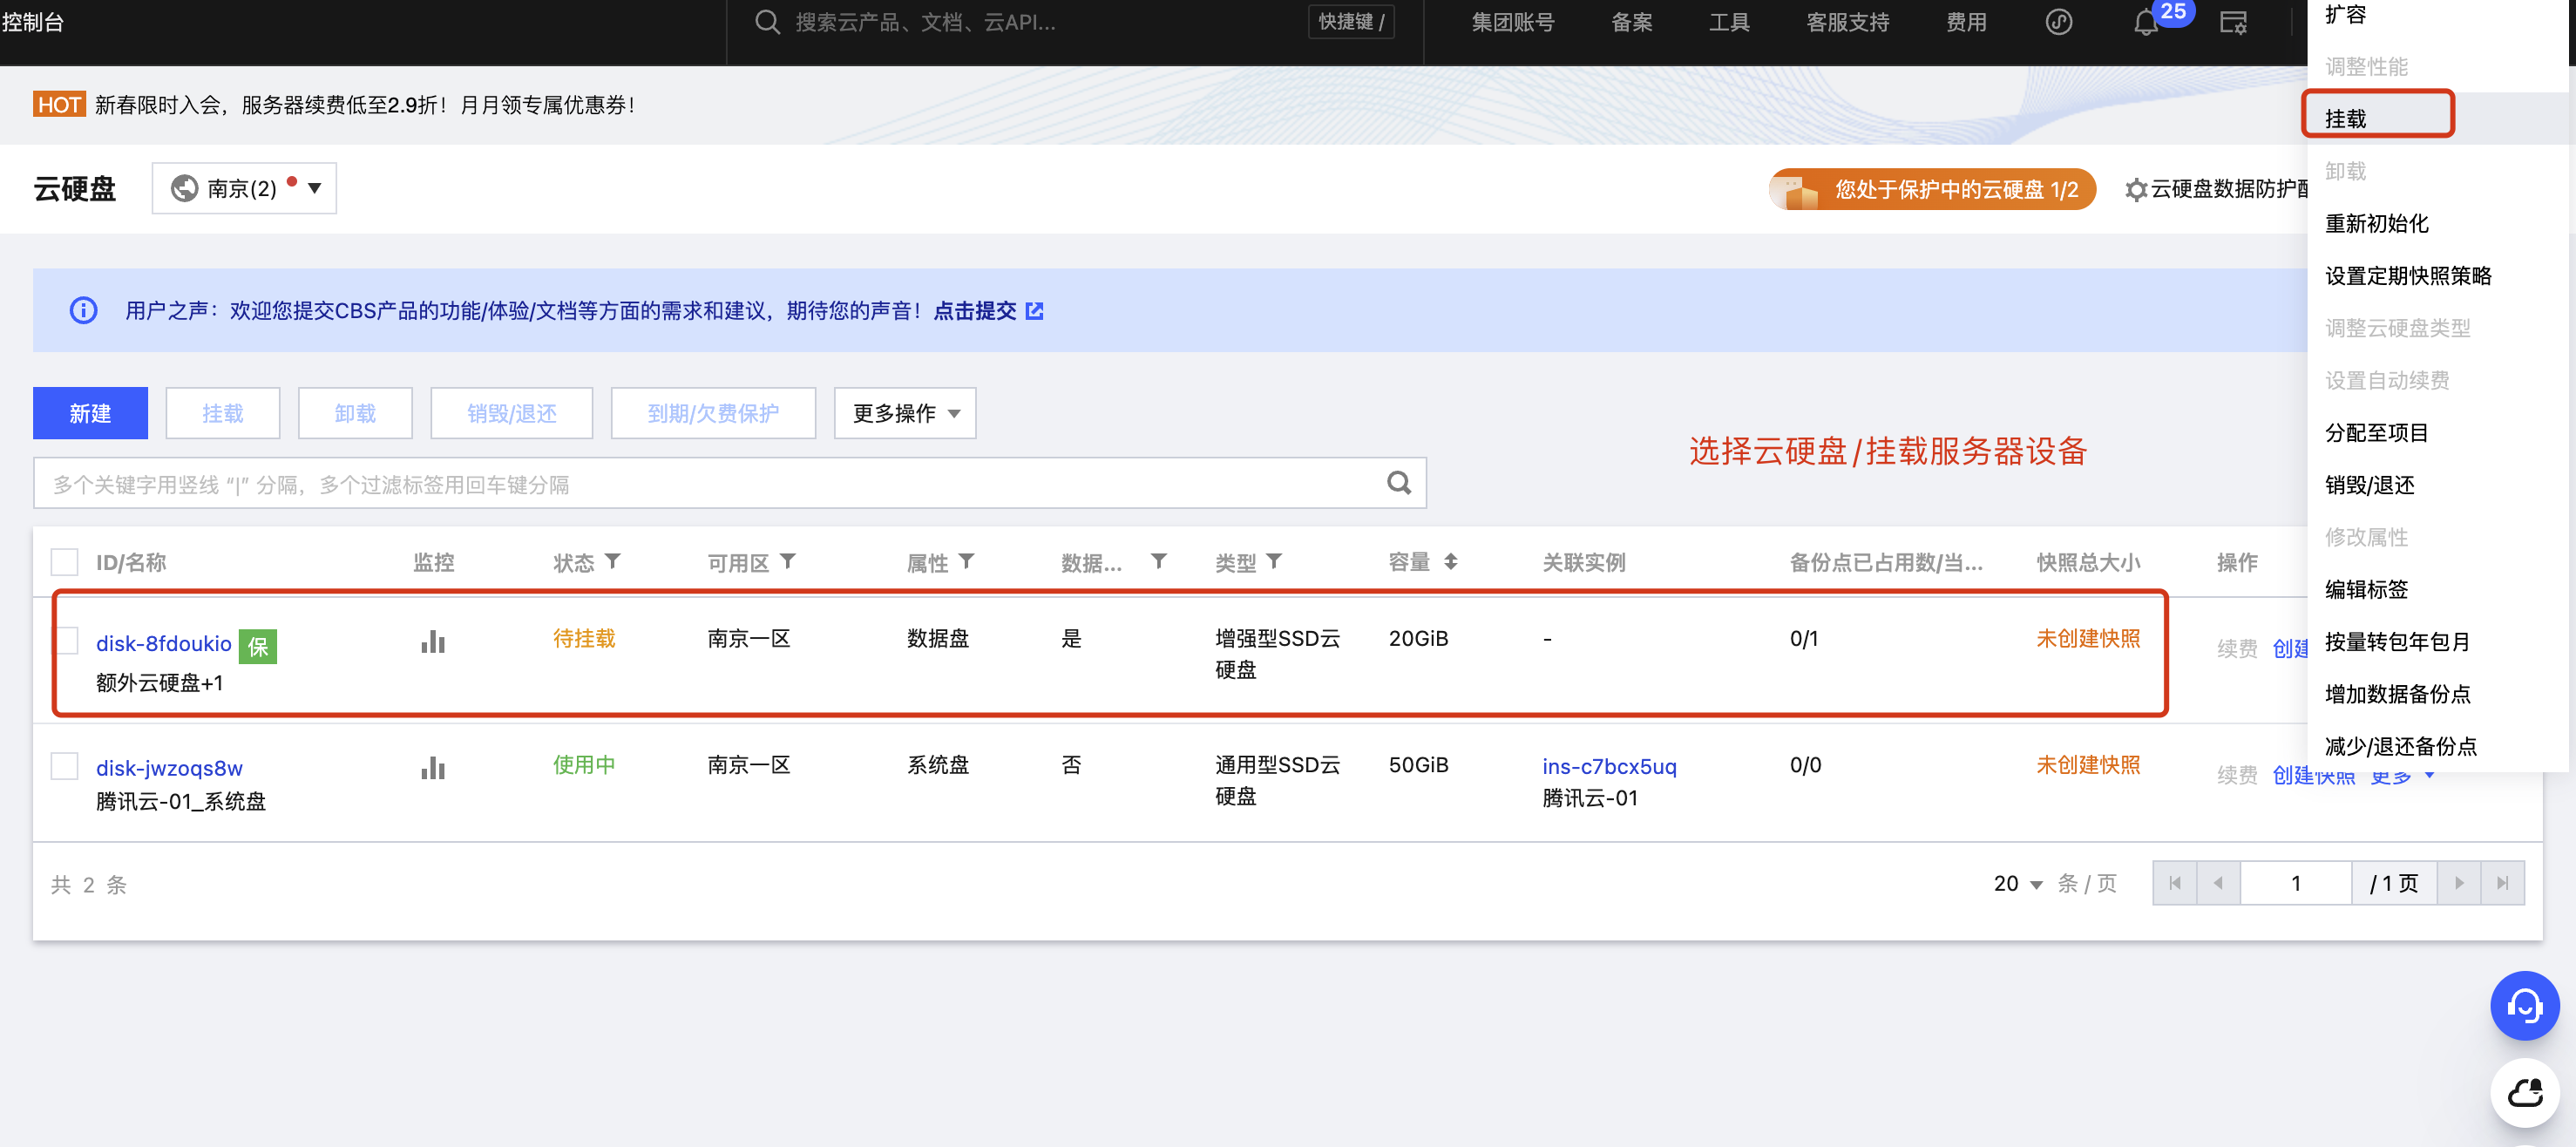 控制台
搜索云产品、文档、云API...
快捷键 /
集团账号
备案
工具
客服支持
费用
25
HOT 新春限时入会，服务器续费低至2.9折！月月领专属优惠券！
云硬盘
南京(2)
您处于保护中的云硬盘 1/2
云硬盘数据防护
用户之声：欢迎您提交CBS产品的功能/体验/文档等方面的需求和建议，期待您的声音！点击提交
新建
挂载
卸载
销毁/退还
到期/欠费保护
更多操作
选择云硬盘/挂载服务器设备
多个关键字用竖线 “|” 分隔，多个过滤标签用回车键分隔
ID/名称 监控 状态 可用区 属性 数据... 类型 容量 关联实例 备份点已占用数/当... 快照总大小 操作
disk-8fdoukio 保 待挂载 南京一区 数据盘 是 增强型SSD云 20GiB - 0/1 未创建快照 续费 创建
额外云硬盘+1 硬盘
disk-jwzoqs8w 使用中 南京一区 系统盘 否 通用型SSD云 50GiB ins-c7bcx5uq 0/0 未创建快照 续费 创建快照 更多
腾讯云-01_系统盘 硬盘 腾讯云-01
共 2 条
20 条 / 页
1
/ 1 页
扩容
调整性能
挂载
卸载
重新初始化
设置定期快照策略
调整云硬盘类型
设置自动续费
分配至项目
销毁/退还
修改属性
编辑标签
按量转包年包月
增加数据备份点
减少/退还备份点